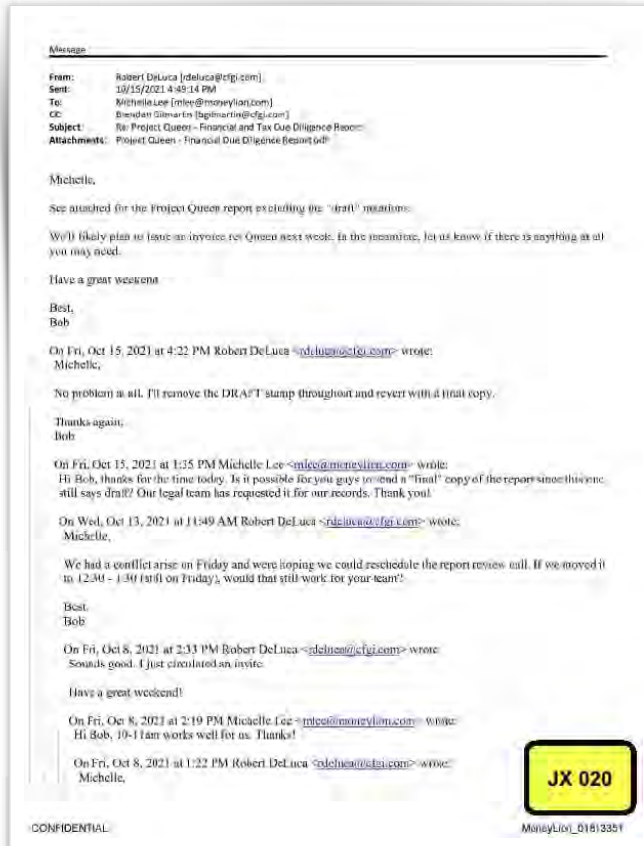 Message
From: Robert DeLuca [rdeluca@cfgi.com]
Sent: 10/15/2021 4:49:14 PM
To: Michelle Lee [mlee@moneylion.com]
CC: Brendan Gilmartin [bgilmartin@cfgi.com]
Subject: Re: Project Queen - Financial and Tax Due Diligence Report
Attachments: Project Queen - Financial Due Diligence Report.pdf
Michelle,
See attached for the Project Queen report excluding the "draft" notations.
We'll likely plan to issue an invoice re: Queen next week. In the meantime, let us know if there is anything at all
you may need.
Have a great weekend
Best,
Bob
On Fri, Oct 15, 2021 at 4:22 PM Robert DeLuca <rdeluca@cfgi.com> wrote:
Michelle,
No problem at all. I'll remove the DRAFT stamp throughout and revert with a final copy.
Thanks again,
Bob
On Fri, Oct 15, 2021 at 1:35 PM Michelle Lee <mlee@moneylion.com> wrote:
Hi Bob, thanks for the time today. Is it possible for you guys to send a "final" copy of the report since this one
still says draft? Our legal team has requested it for our records. Thank you!
On Wed, Oct 13, 2021 at 11:49 AM Robert DeLuca <rdeluca@cfgi.com> wrote:
Michelle,
We had a conflict arise on Friday and were hoping we could reschedule the report review call. If we moved it
to 12:30 - 1:30 (still on Friday), would that still work for your team?
Best,
Bob
On Fri, Oct 8, 2021 at 2:33 PM Robert DeLuca <rdeluca@cfgi.com> wrote:
Sounds good. I just circulated an invite.
Have a great weekend!
On Fri, Oct 8, 2021 at 2:19 PM Michelle Lee <mlee@moneylion.com> wrote:
Hi Bob, 10-11am works well for us. Thanks!
On Fri, Oct 8, 2021 at 1:22 PM Robert DeLuca <rdeluca@cfgi.com> wrote:
Michelle,
JX 020
CONFIDENTIAL
MoneyLion_01613351